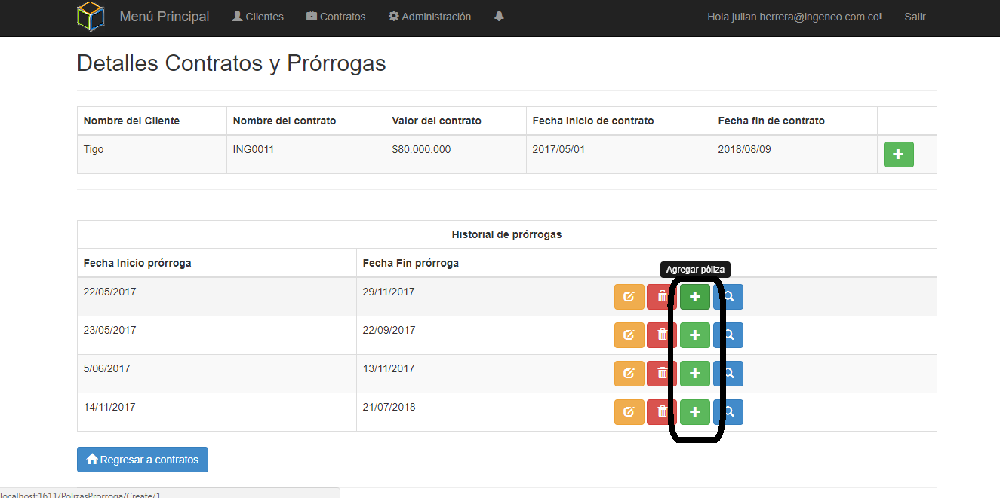 Menú Principal Clientes Contratos Administración Hola julian.herrera@ingeneo.com.co! Salir
Detalles Contratos y Prórrogas
Nombre del Cliente Nombre del contrato Valor del contrato Fecha Inicio de contrato Fecha fin de contrato
Tigo ING0011 $80.000.000 2017/05/01 2018/08/09
Historial de prórrogas
Fecha Inicio prórroga Fecha Fin prórroga
Agregar póliza
22/05/2017 29/11/2017
23/05/2017 22/09/2017
5/06/2017 13/11/2017
14/11/2017 21/07/2018
Regresar a contratos
localhost:1611/PolizasProrroga/Create/1